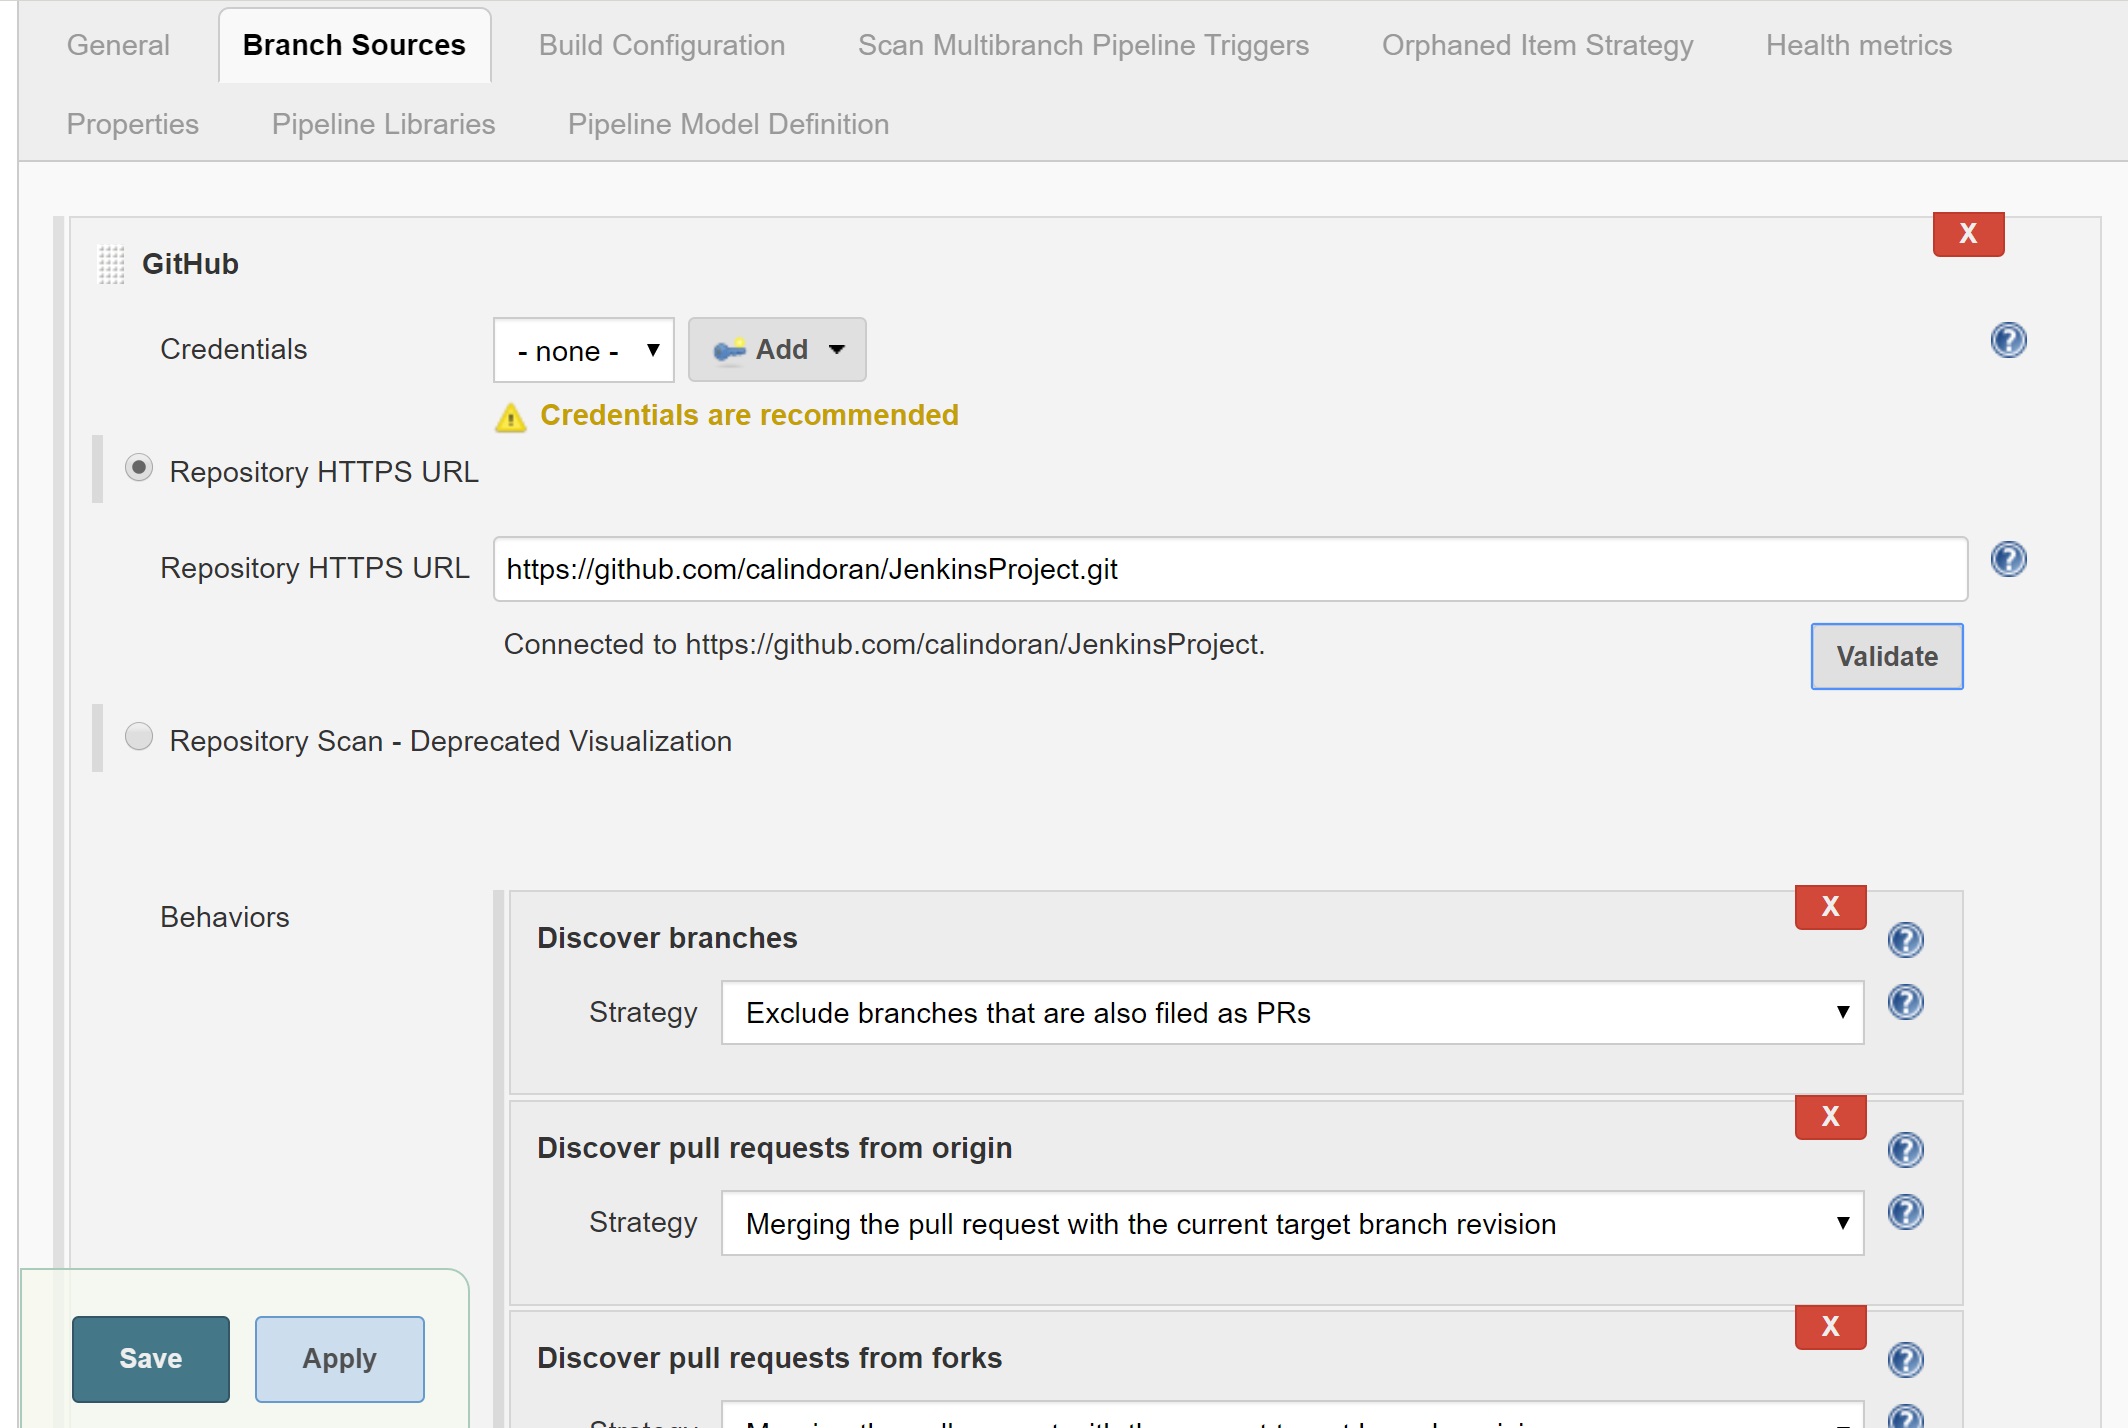 General Branch Sources Build Configuration Scan Multibranch Pipeline Triggers Orphaned Item Strategy Health metrics
Properties Pipeline Libraries Pipeline Model Definition
X
GitHub
Credentials - none - Add
Credentials are recommended
Repository HTTPS URL
Repository HTTPS URL https://github.com/calindoran/JenkinsProject.git
Connected to https://github.com/calindoran/JenkinsProject.
Validate
Repository Scan - Deprecated Visualization
Behaviors
X
Discover branches
Strategy Exclude branches that are also filed as PRs
X
Discover pull requests from origin
Strategy Merging the pull request with the current target branch revision
X
Discover pull requests from forks
Save Apply